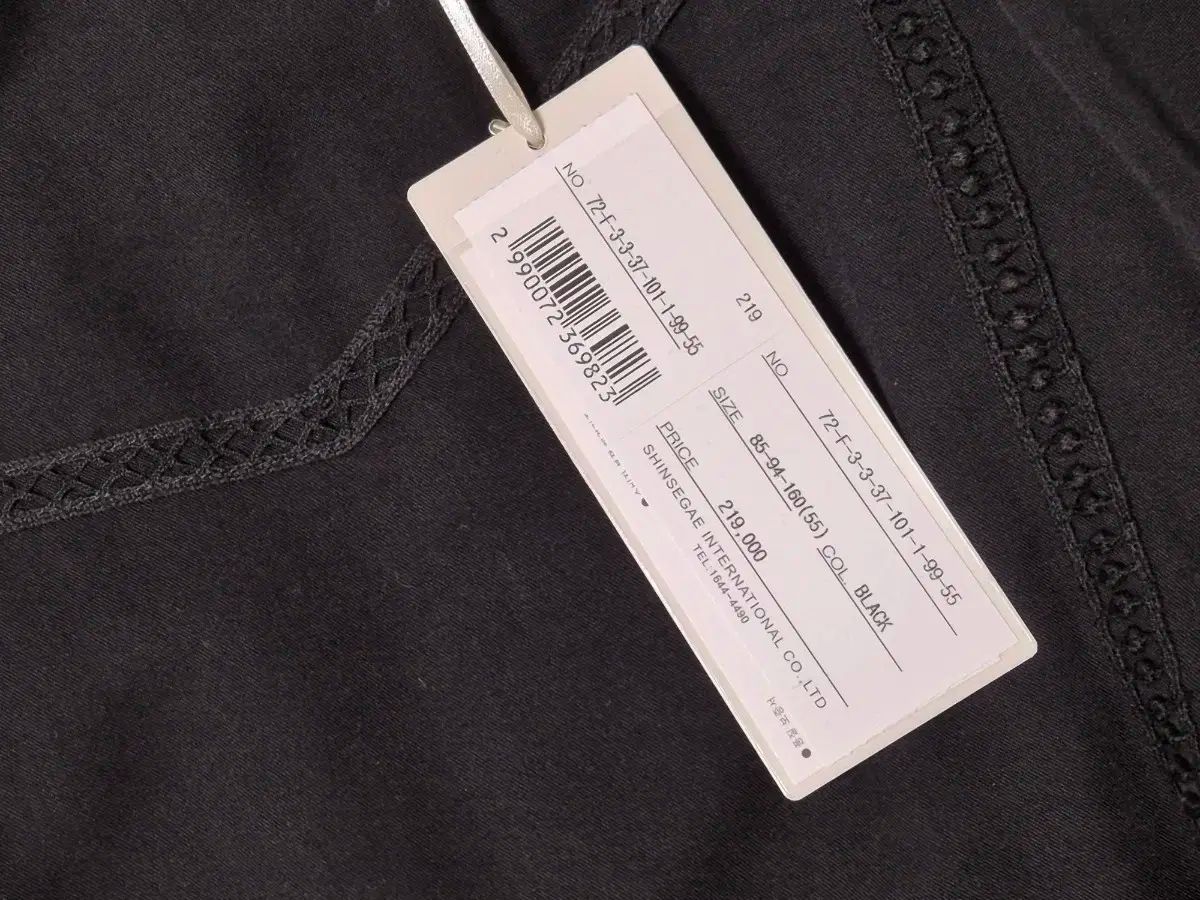 NO 72-F-3-3-37-101-1-99-55
2 990072 369823
219
NO 72-F-3-3-37-101-1-99-55
SIZE 85-94-160(55) COL. BLACK
PRICE 219,000
SHINSEGAE INTERNATIONAL CO.,LTD
TEL:1644-4490